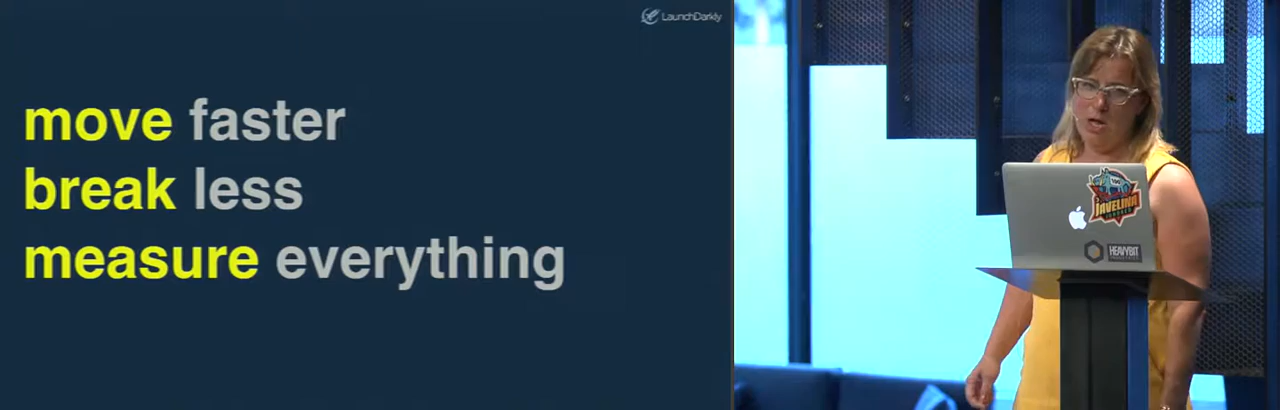 LaunchDarkly
move faster
break less
measure everything
JAVELINA
HEAVYBIT